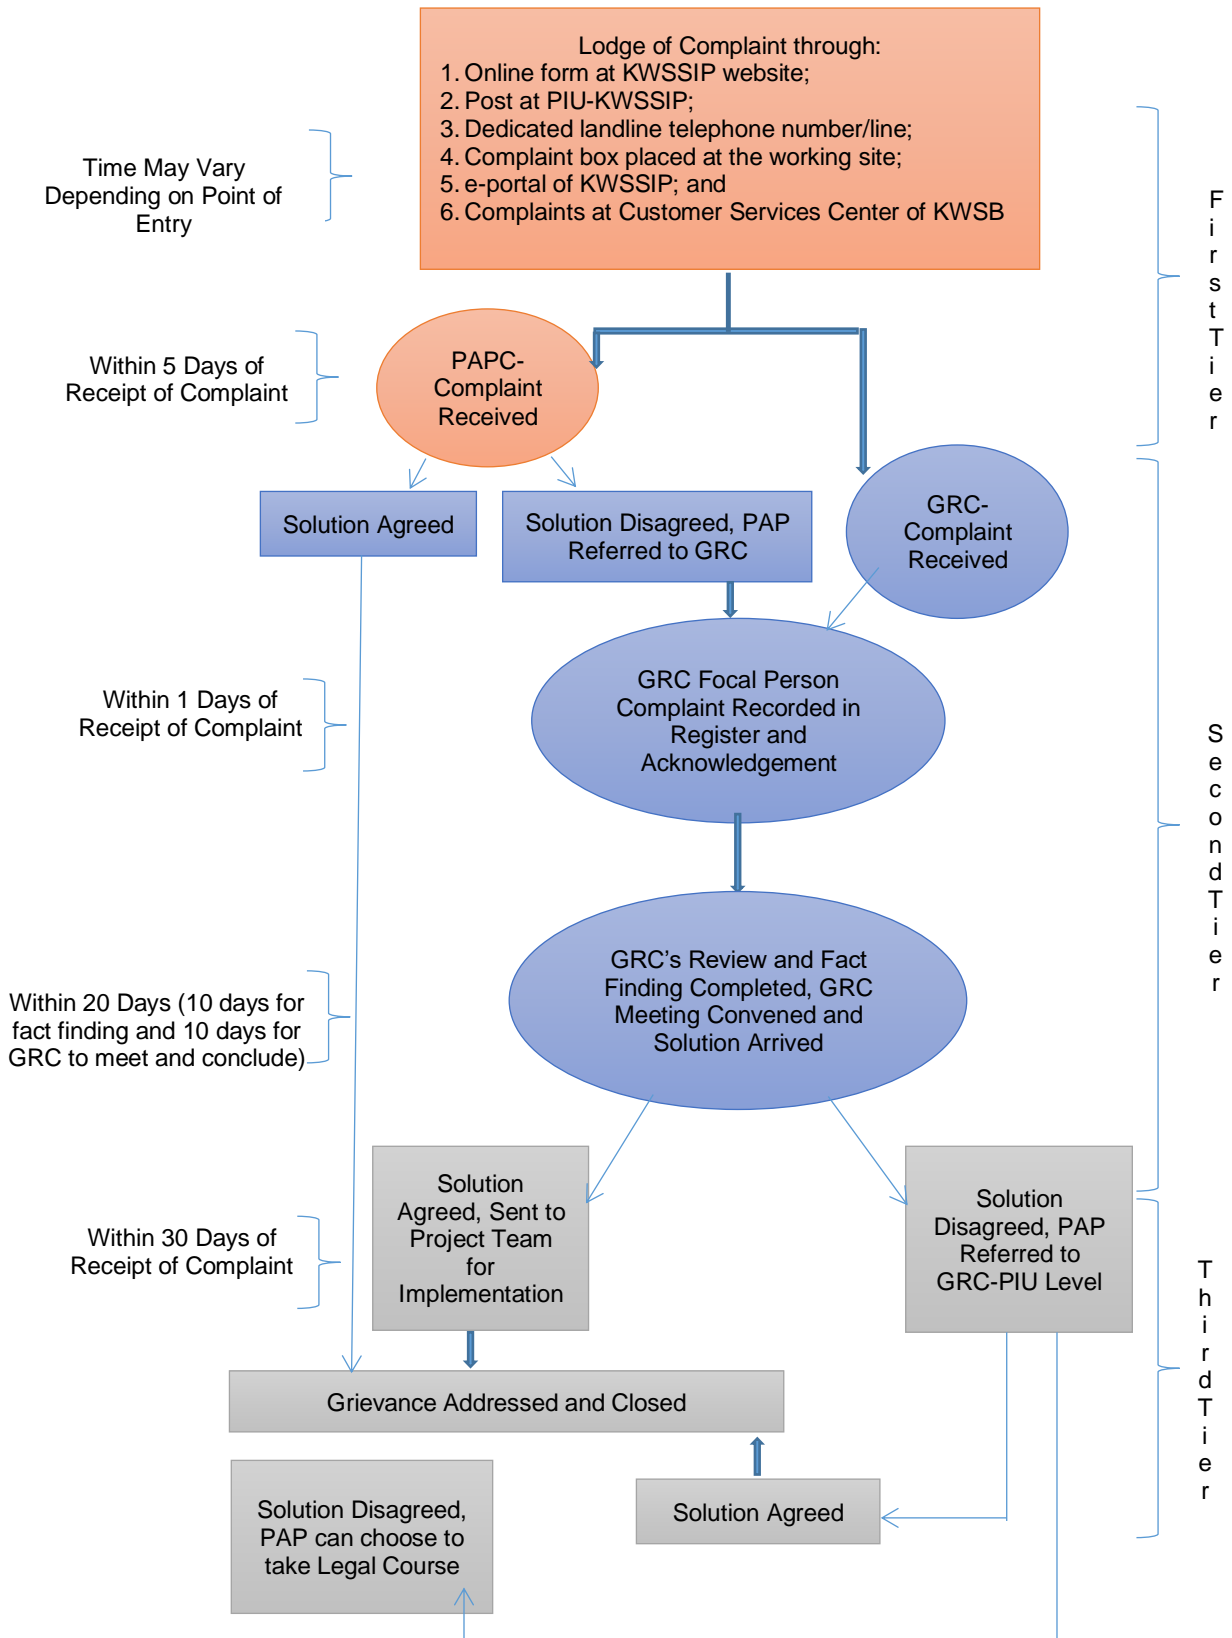 Lodge of Complaint through:
1. Online form at KWSSIP website;
2. Post at PIU-KWSSIP;
3. Dedicated landline telephone number/line;
4. Complaint box placed at the working site;
5. e-portal of KWSSIP; and
6. Complaints at Customer Services Center of KWSB
Time May Vary
Depending on Point of
Entry
First Tier
Within 5 Days of
Receipt of Complaint
PAPC-
Complaint
Received
Solution Agreed
Solution Disagreed, PAP
Referred to GRC
GRC-
Complaint
Received
Within 1 Days of
Receipt of Complaint
GRC Focal Person
Complaint Recorded in
Register and
Acknowledgement
Second Tier
Within 20 Days (10 days for
fact finding and 10 days for
GRC to meet and conclude)
GRC’s Review and Fact
Finding Completed, GRC
Meeting Convened and
Solution Arrived
Within 30 Days of
Receipt of Complaint
Solution
Agreed, Sent to
Project Team
for
Implementation
Solution
Disagreed, PAP
Referred to
GRC-PIU Level
Third Tier
Grievance Addressed and Closed
Solution Disagreed,
PAP can choose to
take Legal Course
Solution Agreed